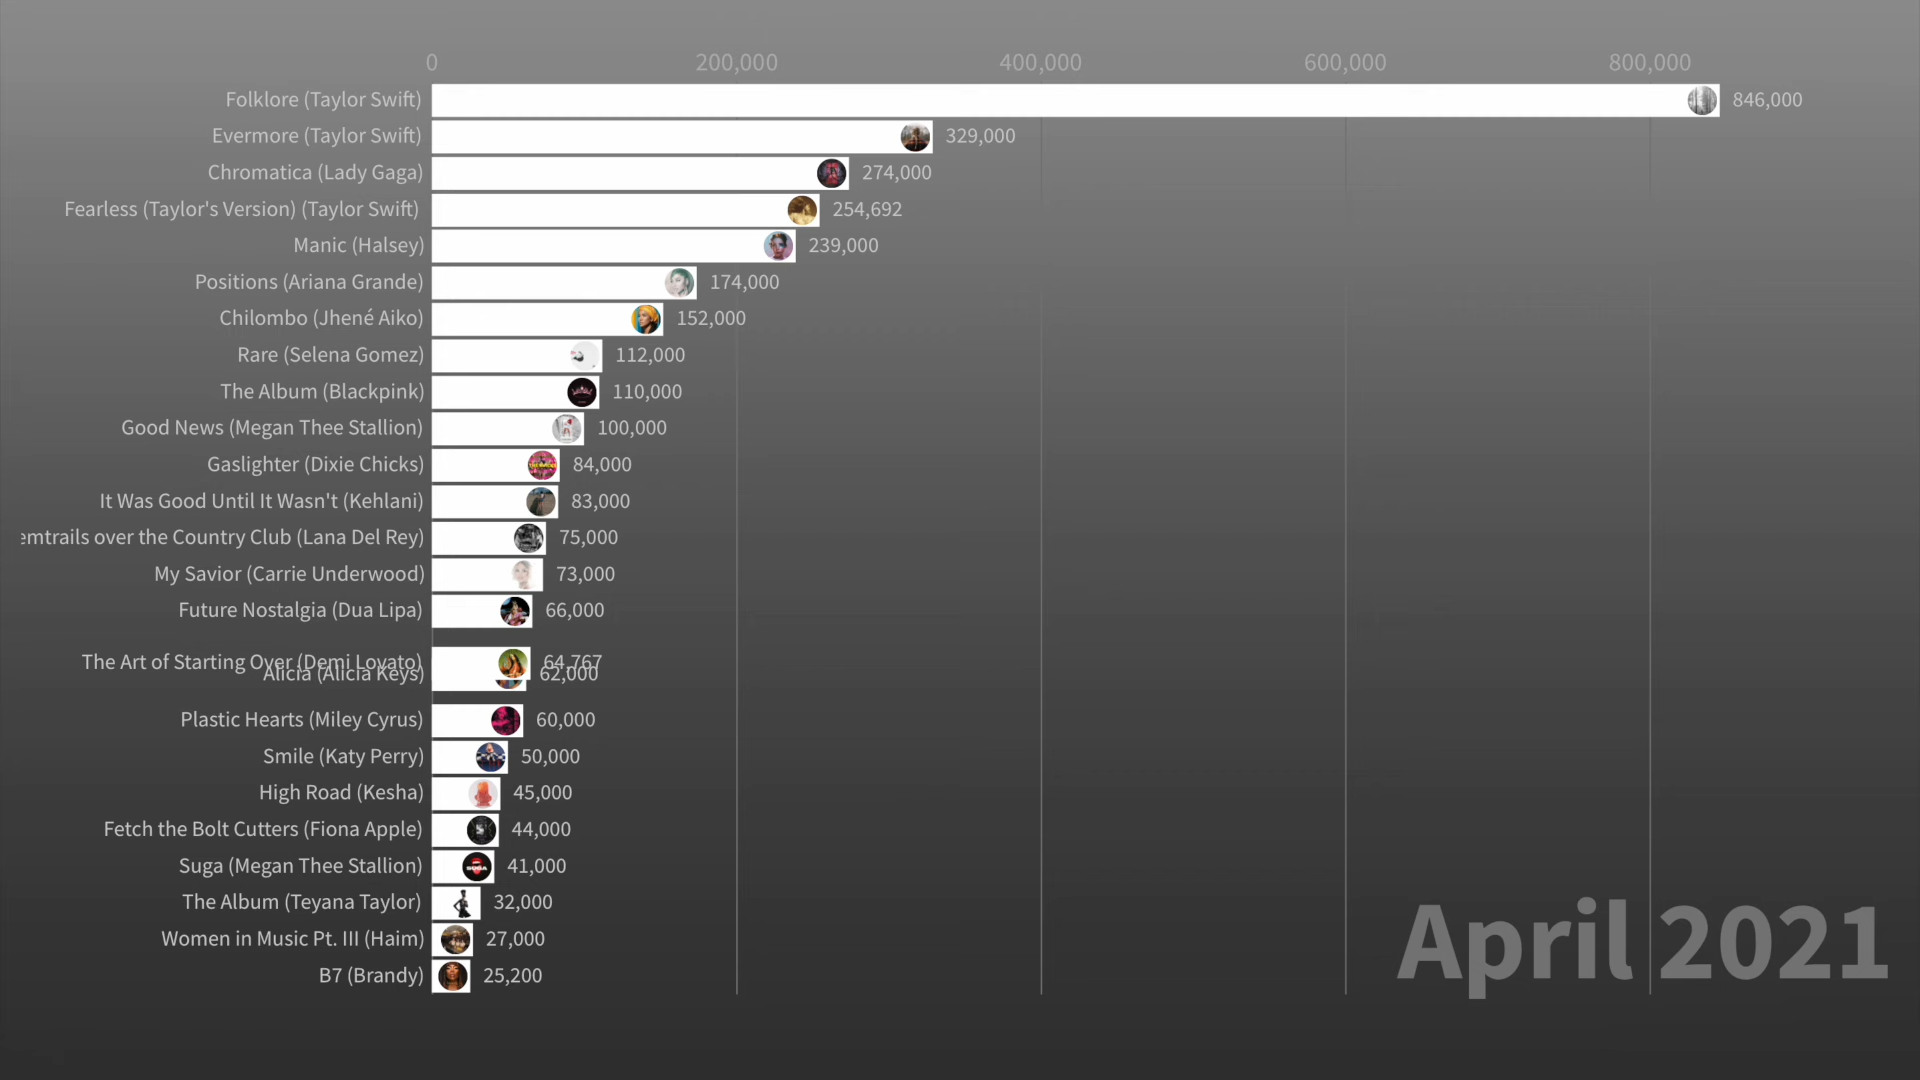 0 200,000 400,000 600,000 800,000
Folklore (Taylor Swift) 846,000
Evermore (Taylor Swift) 329,000
Chromatica (Lady Gaga) 274,000
Fearless (Taylor's Version) (Taylor Swift) 254,692
Manic (Halsey) 239,000
Positions (Ariana Grande) 174,000
Chilombo (Jhené Aiko) 152,000
Rare (Selena Gomez) 112,000
The Album (Blackpink) 110,000
Good News (Megan Thee Stallion) 100,000
Gaslighter (Dixie Chicks) 84,000
It Was Good Until It Wasn't (Kehlani) 83,000
emtrails over the Country Club (Lana Del Rey) 75,000
My Savior (Carrie Underwood) 73,000
Future Nostalgia (Dua Lipa) 66,000
The Art of Starting Over (Demi Lovato) 64,767
Alicia (Alicia Keys) 62,000
Plastic Hearts (Miley Cyrus) 60,000
Smile (Katy Perry) 50,000
High Road (Kesha) 45,000
Fetch the Bolt Cutters (Fiona Apple) 44,000
Suga (Megan Thee Stallion) SUGA 41,000
The Album (Teyana Taylor) 32,000
Women in Music Pt. III (Haim) 27,000
B7 (Brandy) 25,200
April 2021